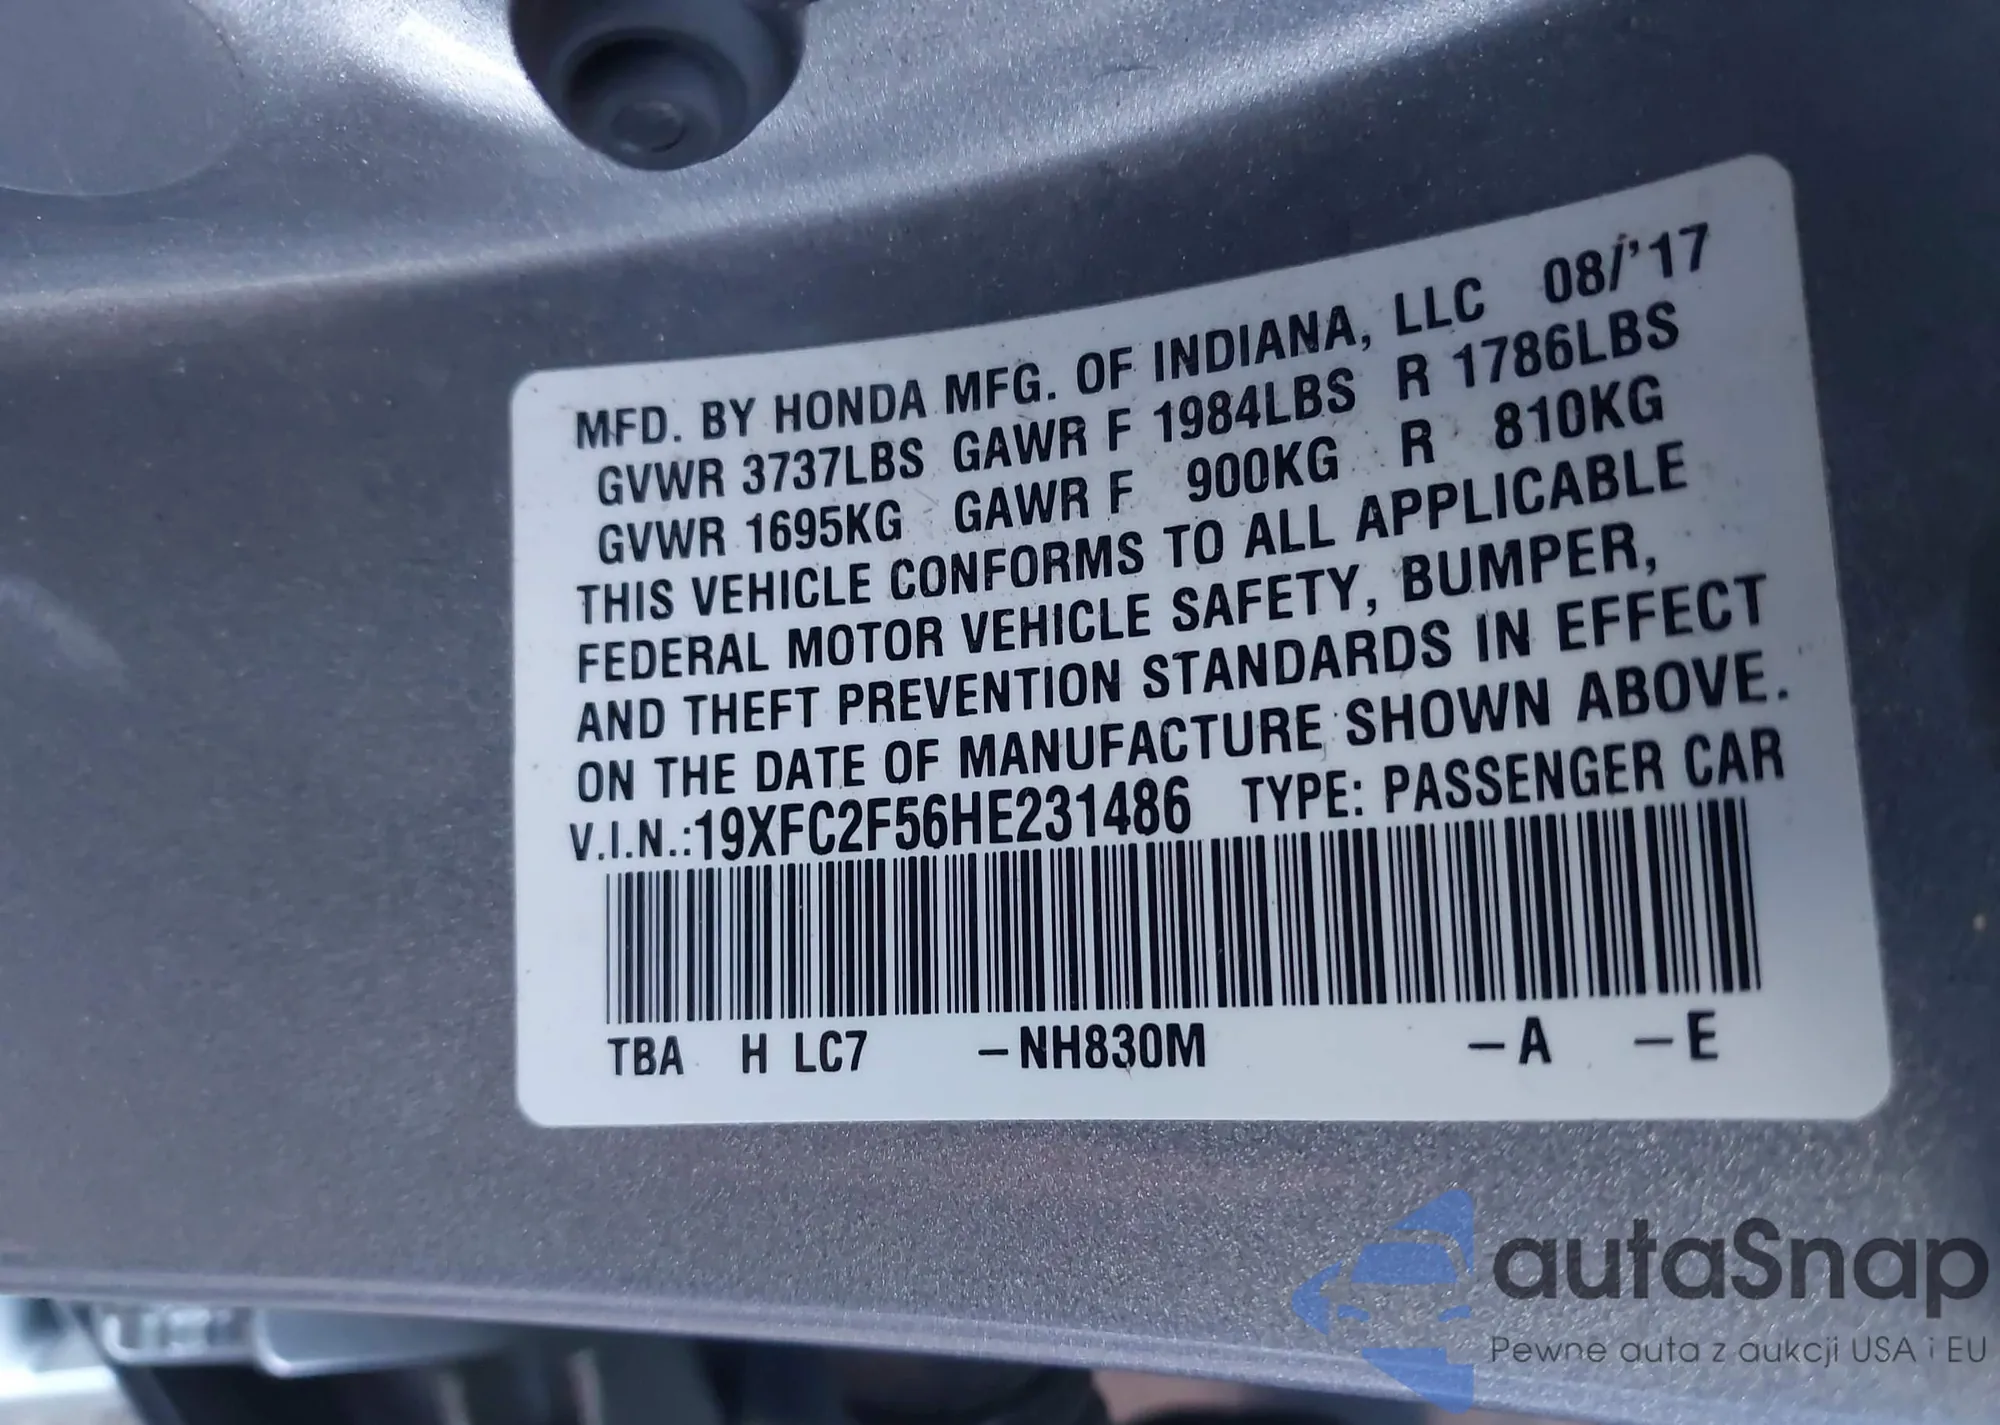 MFD. BY HONDA MFG. OF INDIANA, LLC 08/'17
GVWR 3737LBS GAWR F 1984LBS R 1786LBS
GVWR 1695KG GAWR F 900KG R 810KG
THIS VEHICLE CONFORMS TO ALL APPLICABLE
FEDERAL MOTOR VEHICLE SAFETY, BUMPER,
AND THEFT PREVENTION STANDARDS IN EFFECT
ON THE DATE OF MANUFACTURE SHOWN ABOVE.
V.I.N.:19XFC2F56HE231486 TYPE: PASSENGER CAR
TBA H LC7 –NH830M –A –E
autaSnap
Pewne auta z aukcji USA i EU